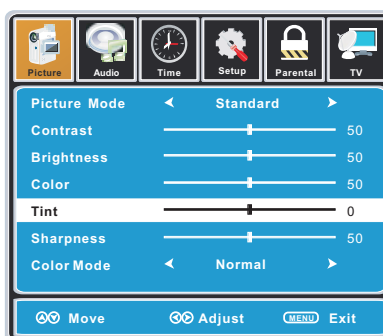 Picture Audio Time Setup Parental TV
Picture Mode Standard
Contrast 50
Brightness 50
Color 50
Tint 0
Sharpness 50
Color Mode Normal
Move Adjust MENU Exit